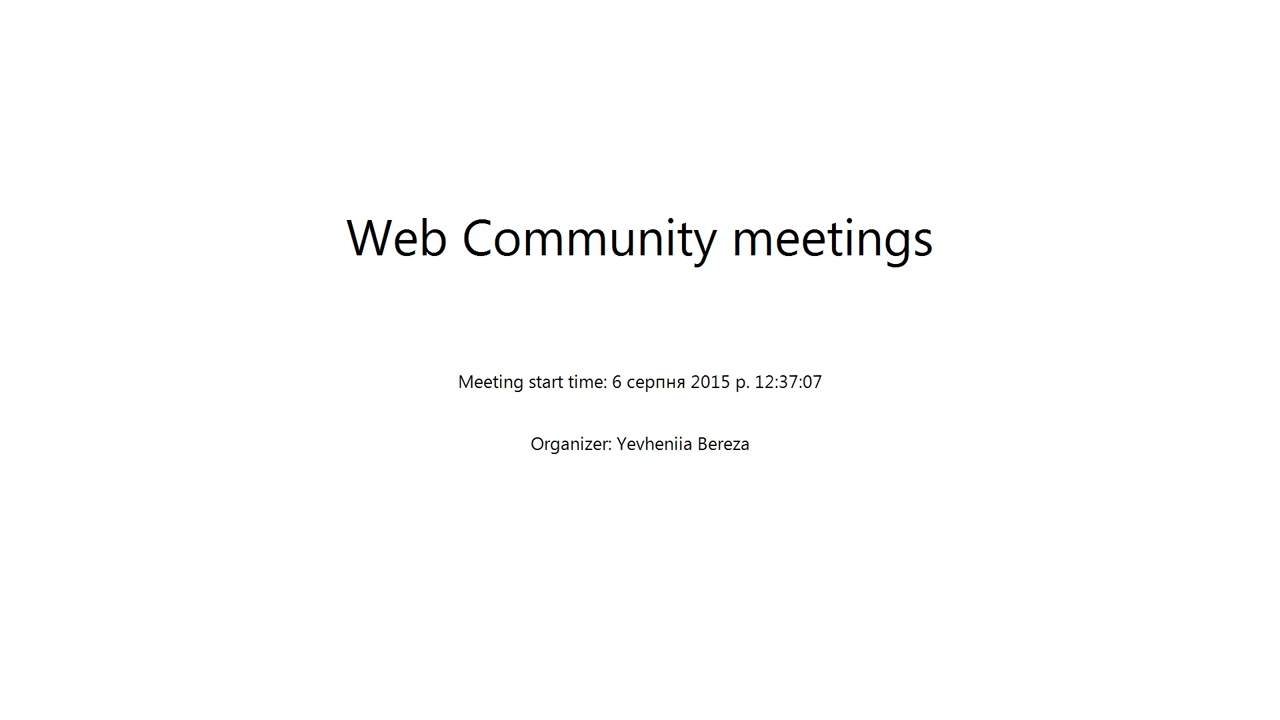 Web Community meetings
Meeting start time: 6 серпня 2015 р. 12:37:07
Organizer: Yevheniia Bereza